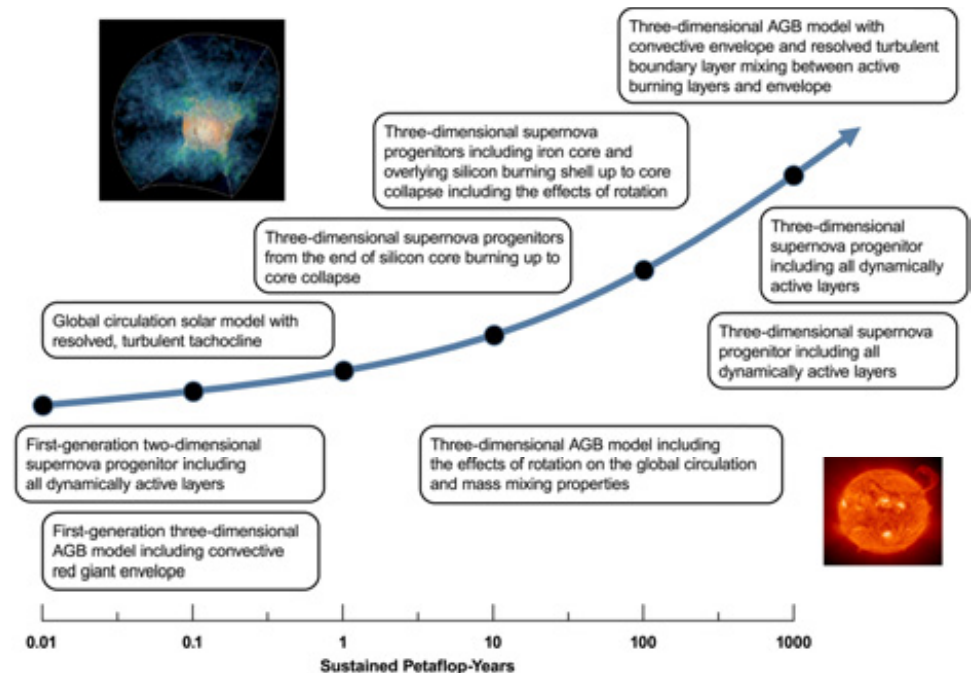 Three-dimensional AGB model with
convective envelope and resolved turbulent
boundary layer mixing between active
burning layers and envelope
Three-dimensional supernova
progenitors including iron core and
overlying silicon burning shell up to core
collapse including the effects of rotation
Three-dimensional supernova progenitors
from the end of silicon core burning up to
core collapse
Three-dimensional
supernova progenitor
including all dynamically
active layers
Global circulation solar model with
resolved, turbulent tachocline
Three-dimensional supernova
progenitor including all
dynamically active layers
First-generation two-dimensional
supernova progenitor including
all dynamically active layers
Three-dimensional AGB model including
the effects of rotation on the global circulation
and mass mixing properties
First-generation three-dimensional
AGB model including convective
red giant envelope
0.01 0.1 1 10 100 1000
Sustained Petaflop-Years